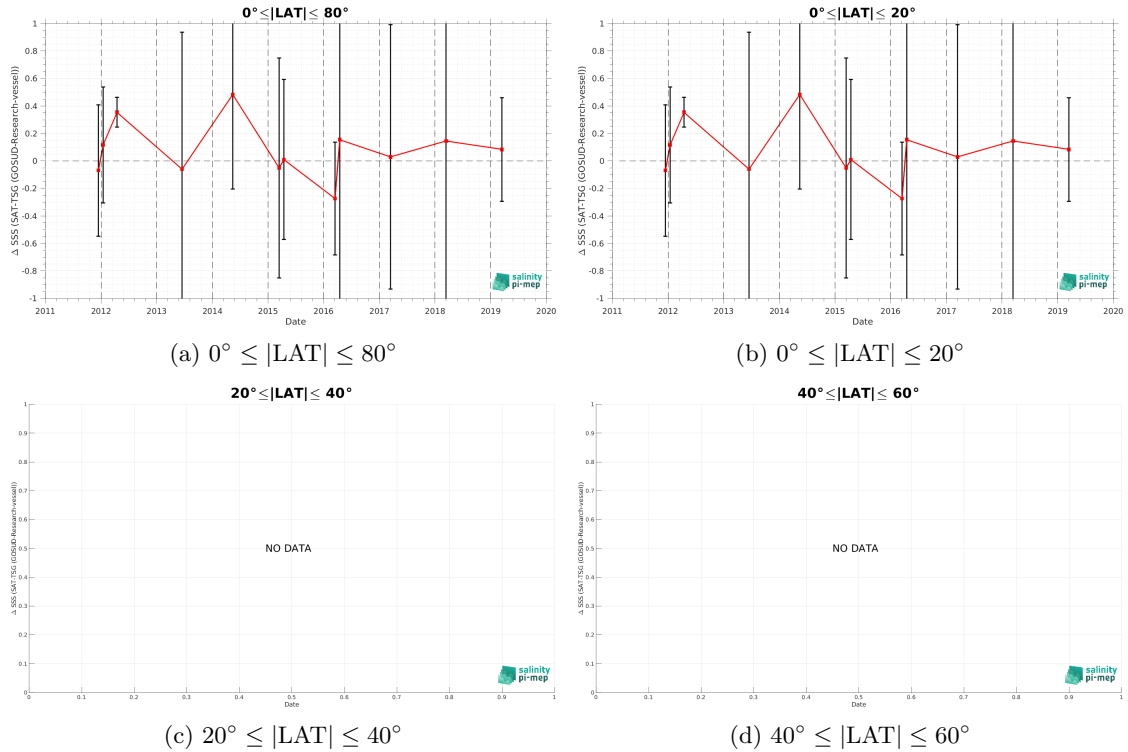 0°≤|LAT|≤ 80°
Δ SSS (SAT-TSG (GOSUD-Research-vessel))
1
0.8
0.6
0.4
0.2
0
-0.2
-0.4
-0.6
-0.8
-1
2011 2012 2013 2014 2015 2016 2017 2018 2019 2020
Date
salinity
pi-mep
(a) 0° ≤ |LAT| ≤ 80°
0°≤|LAT|≤ 20°
Δ SSS (SAT-TSG (GOSUD-Research-vessel))
1
0.8
0.6
0.4
0.2
0
-0.2
-0.4
-0.6
-0.8
-1
2011 2012 2013 2014 2015 2016 2017 2018 2019 2020
Date
salinity
pi-mep
(b) 0° ≤ |LAT| ≤ 20°
20°≤|LAT|≤ 40°
Δ SSS (SAT-TSG (GOSUD-Research-vessel))
1
0.9
0.8
0.7
0.6
0.5
0.4
0.3
0.2
0.1
0
NO DATA
0 0.1 0.2 0.3 0.4 0.5 0.6 0.7 0.8 0.9 1
Date
salinity
pi-mep
(c) 20° ≤ |LAT| ≤ 40°
40°≤|LAT|≤ 60°
Δ SSS (SAT-TSG (GOSUD-Research-vessel))
1
0.9
0.8
0.7
0.6
0.5
0.4
0.3
0.2
0.1
0
NO DATA
0 0.1 0.2 0.3 0.4 0.5 0.6 0.7 0.8 0.9 1
Date
salinity
pi-mep
(d) 40° ≤ |LAT| ≤ 60°